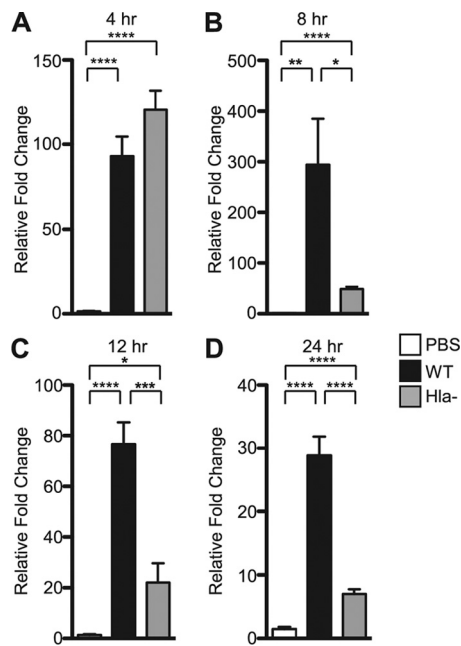 A
4 hr
****
****
Relative Fold Change
150
100
50
0
B
8 hr
****
** *
Relative Fold Change
500
400
300
200
100
0
C
12 hr
*
**** ***
Relative Fold Change
100
80
60
40
20
0
D
24 hr
****
**** ****
Relative Fold Change
40
30
20
10
0
PBS
WT
Hla-